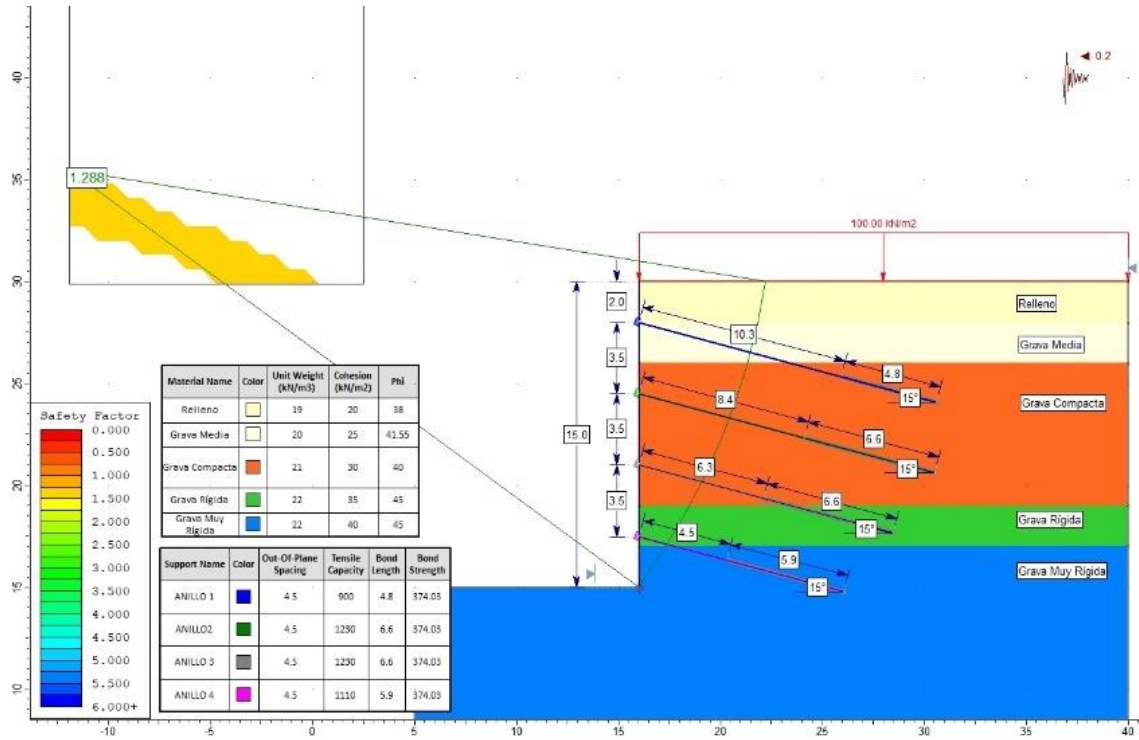 0.2
1.288
100.00 kN/m2
2.0
Relleno
10.3
Grava Media
3.5
4.8
15°
8.4
Grava Compacta
15.0
3.5
6.6
15°
6.3
3.5
6.6
15°
Grava Rígida
4.5
5.9
15°
Grava Muy Rígida
Material Name Color Unit Weight (kN/m3) Cohesion (kN/m2) Phi
Relleno 19 20 38
Grava Media 20 25 41.55
Grava Compacta 21 30 40
Grava Rígida 22 35 45
Grava Muy Rígida 22 40 45
Support Name Color Out-Of-Plane Spacing Tensile Capacity Bond Length Bond Strength
ANILLO 1 4.5 900 4.8 374.03
ANILLO2 4.5 1230 6.6 374.03
ANILLO 3 4.5 1230 6.6 374.03
ANILLO 4 4.5 1110 5.9 374.03
Safety Factor
0.000
0.500
1.000
1.500
2.000
2.500
3.000
3.500
4.000
4.500
5.000
5.500
6.000+
40
35
30
25
20
15
10
-10 -5 0 5 10 15 20 25 30 35 40